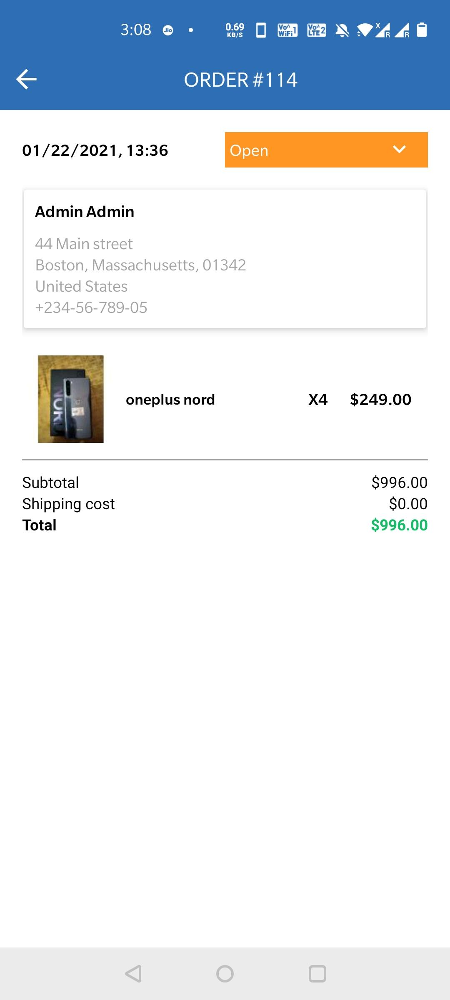 3:08 Jio 0.69 KB/S Vo WiFi 1 Vo LTE 2 X R R
ORDER #114
01/22/2021, 13:36 Open
Admin Admin
44 Main street
Boston, Massachusetts, 01342
United States
+234-56-789-05
oneplus nord X4 $249.00
Subtotal $996.00
Shipping cost $0.00
Total $996.00